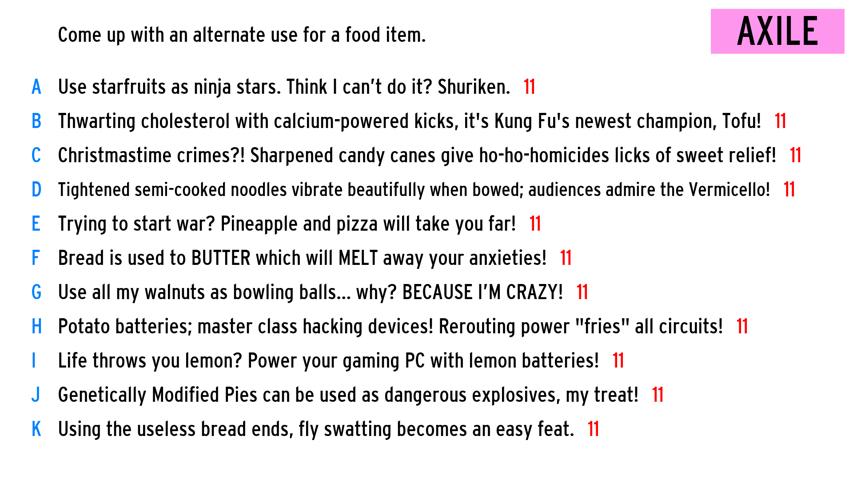 Come up with an alternate use for a food item.
AXILE
A Use starfruits as ninja stars. Think I can't do it? Shuriken. 11
B Thwarting cholesterol with calcium-powered kicks, it's Kung Fu's newest champion, Tofu! 11
C Christmastime crimes?! Sharpened candy canes give ho-ho-homicides licks of sweet relief! 11
D Tightened semi-cooked noodles vibrate beautifully when bowed; audiences admire the Vermicello! 11
E Trying to start war? Pineapple and pizza will take you far! 11
F Bread is used to BUTTER which will MELT away your anxieties! 11
G Use all my walnuts as bowling balls... why? BECAUSE I'M CRAZY! 11
H Potato batteries; master class hacking devices! Rerouting power "fries" all circuits! 11
I Life throws you lemon? Power your gaming PC with lemon batteries! 11
J Genetically Modified Pies can be used as dangerous explosives, my treat! 11
K Using the useless bread ends, fly swatting becomes an easy feat. 11